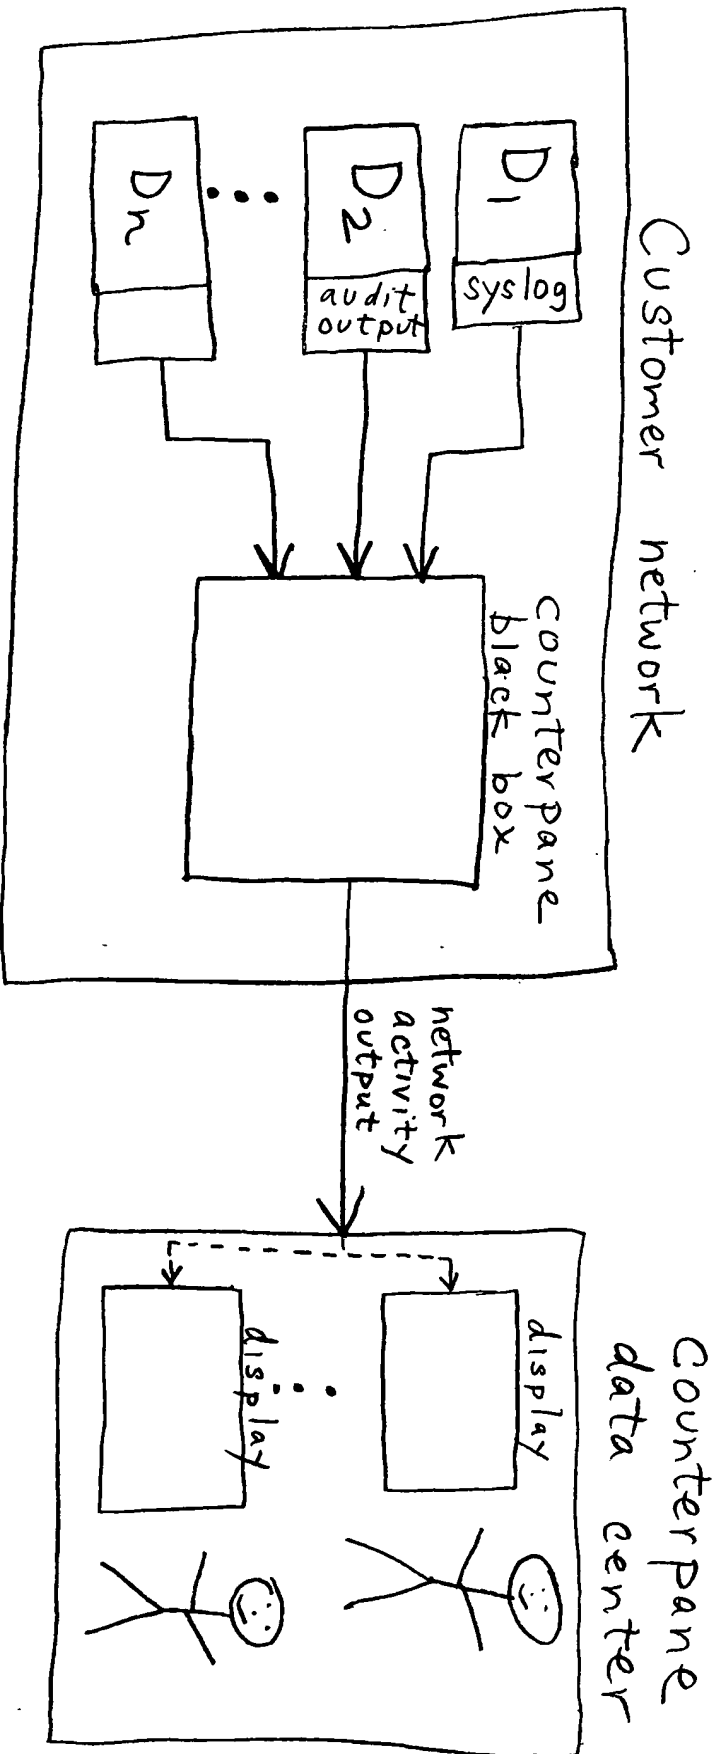 Customer network
D1
syslog
D2
audit
output
Dn
counterpane
black box
network
activity
output
Counterpane
data center
display
display